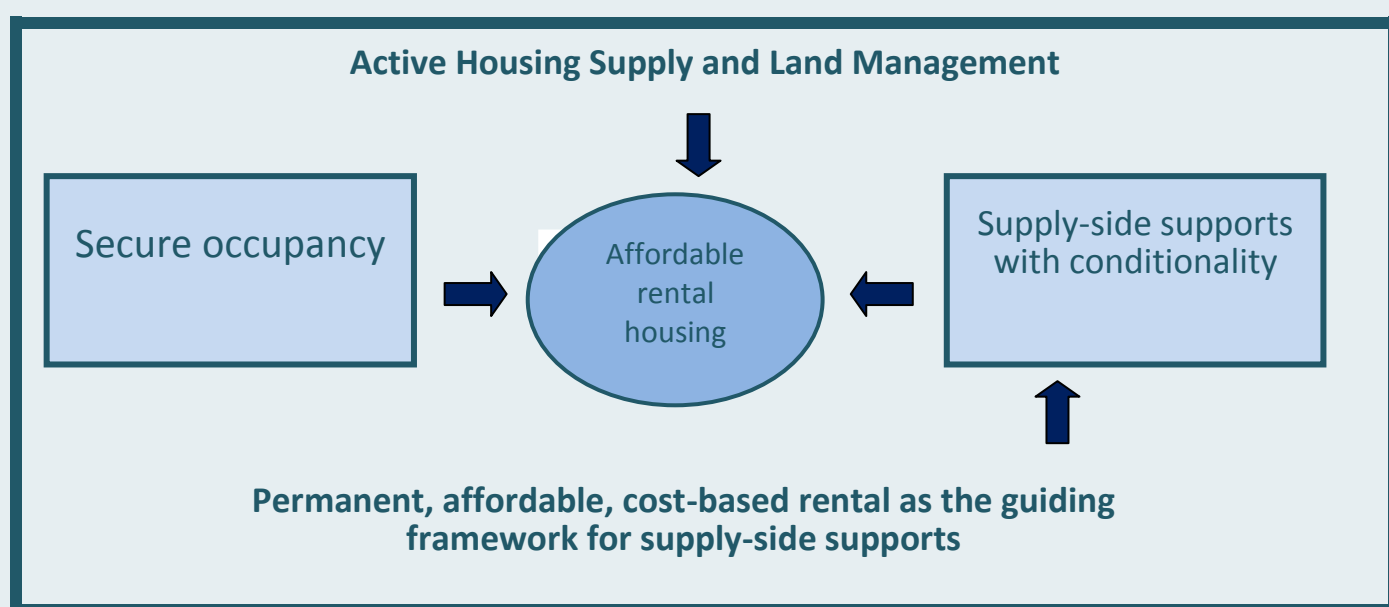 Active Housing Supply and Land Management
Secure occupancy
Affordable
rental
housing
Supply-side supports
with conditionality
Permanent, affordable, cost-based rental as the guiding
framework for supply-side supports